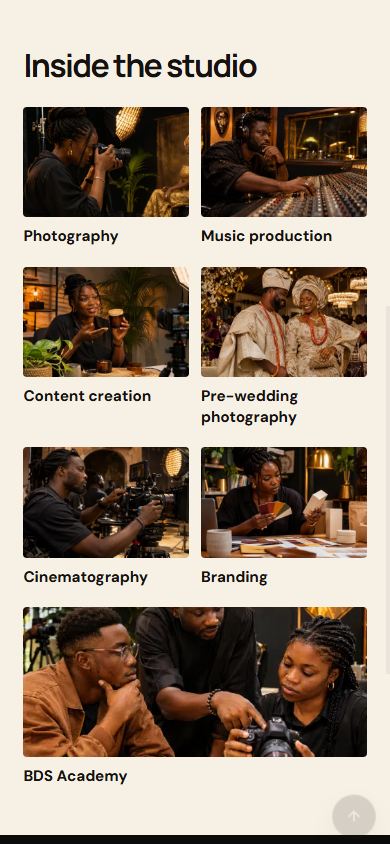 Inside the studio
Photography
Music production
Content creation
Pre-wedding
photography
Cinematography
Branding
BDS Academy